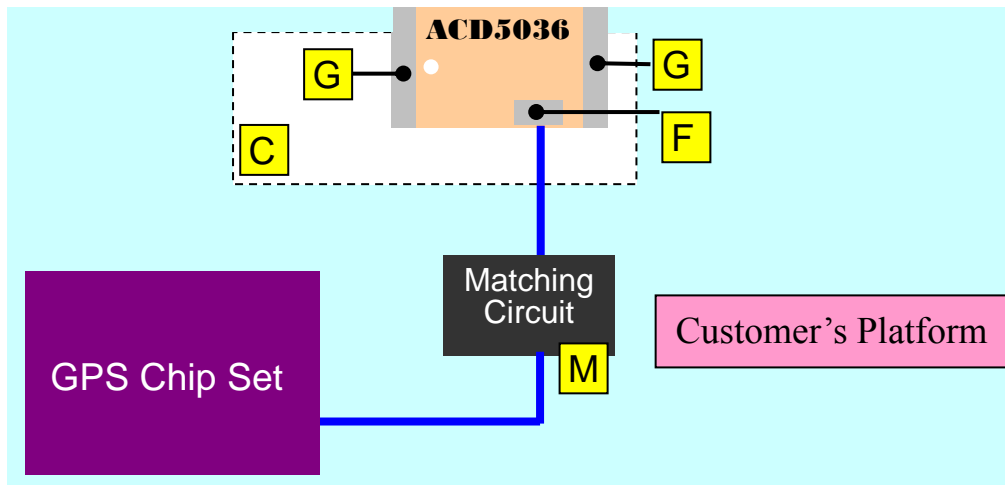 ACD5036
G
G
C
F
Matching
Circuit
Customer’s Platform
GPS Chip Set
M